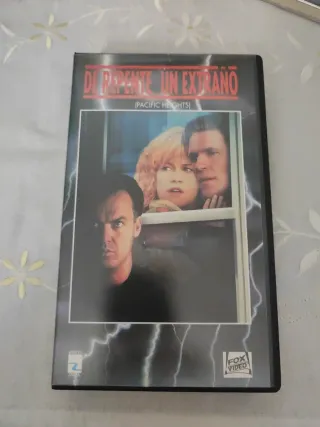 DE REPENTE UN EXTRAÑO
(PACIFIC HEIGHTS)
FOX
VIDEO